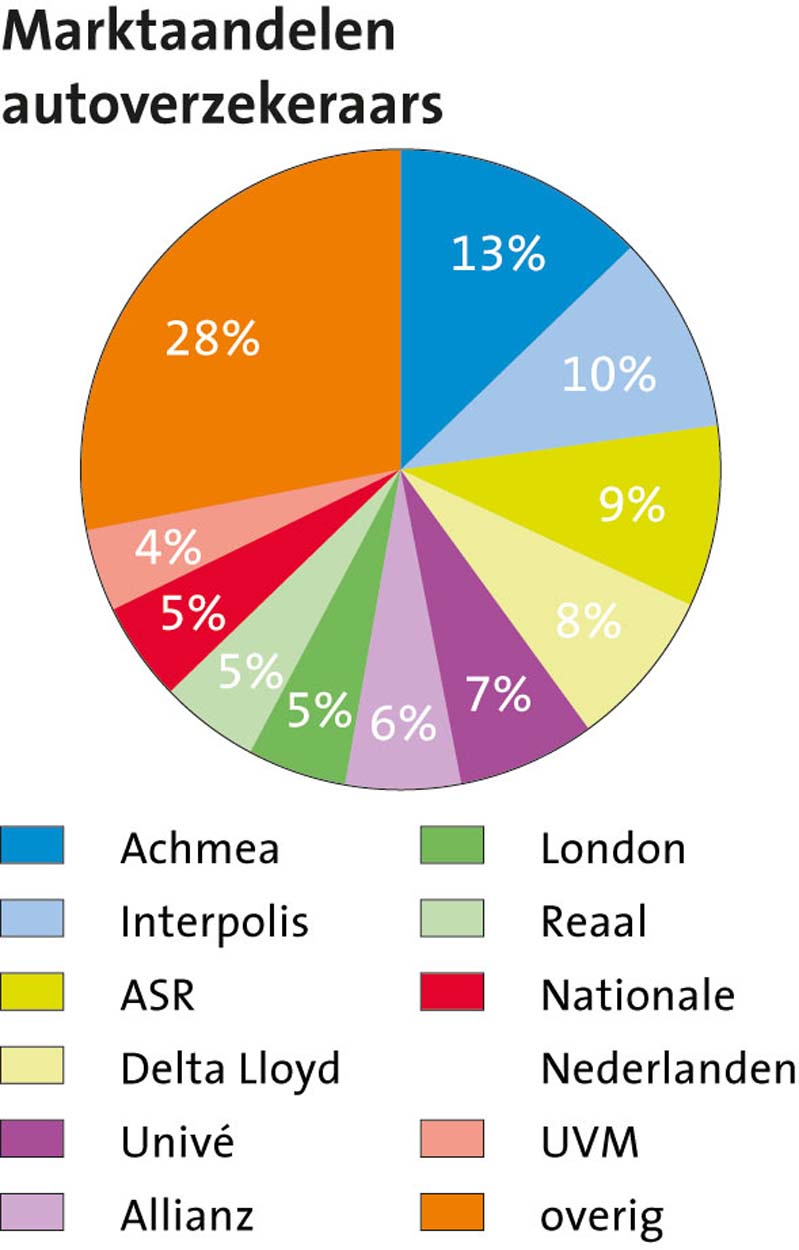 Marktaandelen
autoverzekeraars
13%
10%
9%
8%
7%
6%
5%
5%
5%
4%
28%
Achmea
Interpolis
ASR
Delta Lloyd
Univé
Allianz
London
Reaal
Nationale
Nederlanden
UVM
overig